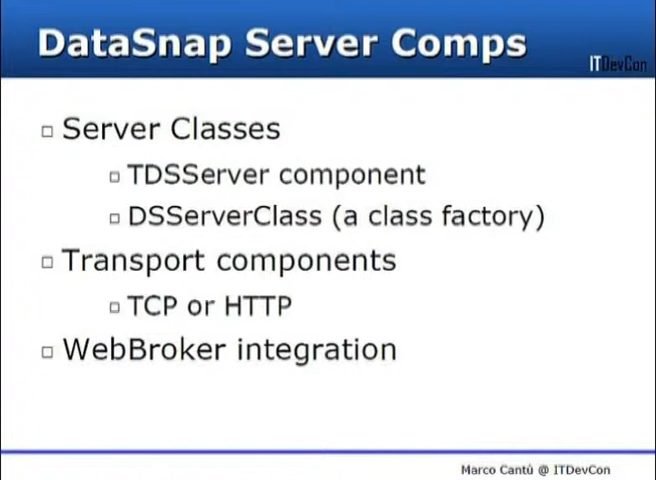 DataSnap Server Comps
ITDevCon
Server Classes
TDSServer component
DSServerClass (a class factory)
Transport components
TCP or HTTP
WebBroker integration
Marco Cantù @ ITDevCon